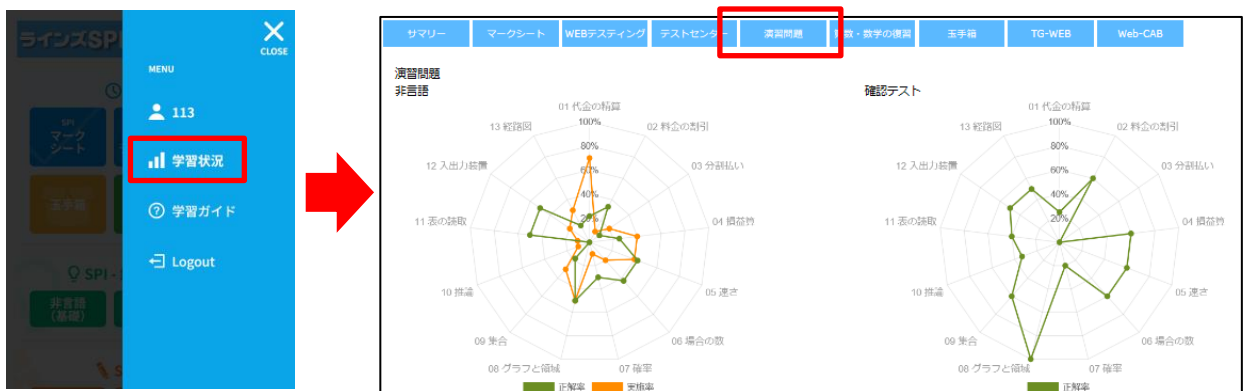 ラインズSPI
CLOSE
MENU
113
学習状況
学習ガイド
Logout
SPI
マーク
シート
玉手箱
SPI - S
非言語
(基礎)
サマリー
マークシート
WEBテスティング
テストセンター
演習問題
算数・数学の復習
玉手箱
TG-WEB
Web-CAB
演習問題
非言語
01 代金の精算
100%
80%
60%
40%
20%
02 料金の割引
03 分割払い
04 損益算
05 速さ
06 場合の数
07 確率
08 グラフと領域
09 集合
10 推論
11 表の読取
12 入出力装置
13 経路図
正解率
実施率
確認テスト
01 代金の精算
100%
80%
60%
40%
20%
02 料金の割引
03 分割払い
04 損益算
05 速さ
06 場合の数
07 確率
08 グラフと領域
09 集合
10 推論
11 表の読取
12 入出力装置
13 経路図
正解率